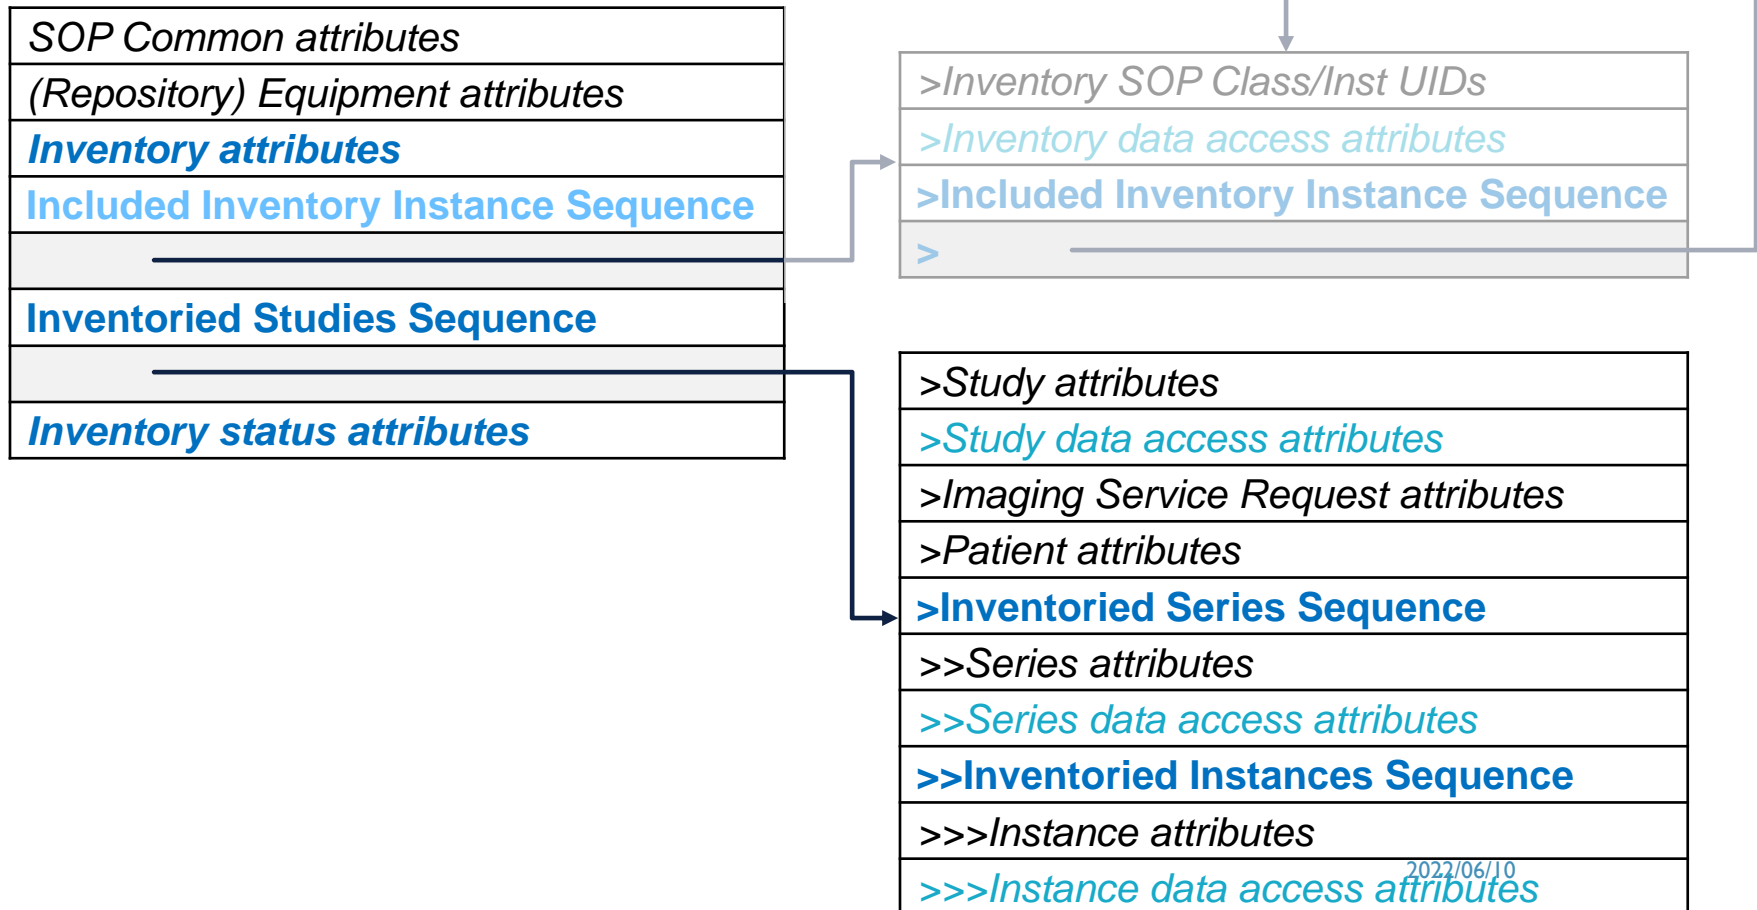 SOP Common attributes
(Repository) Equipment attributes
Inventory attributes
Included Inventory Instance Sequence
Inventoried Studies Sequence
Inventory status attributes
>Inventory SOP Class/Inst UIDs
>Inventory data access attributes
>Included Inventory Instance Sequence
>
>Study attributes
>Study data access attributes
>Imaging Service Request attributes
>Patient attributes
>Inventoried Series Sequence
>>Series attributes
>>Series data access attributes
>>Inventoried Instances Sequence
>>>Instance attributes
>>>Instance data access attributes
2022/06/10